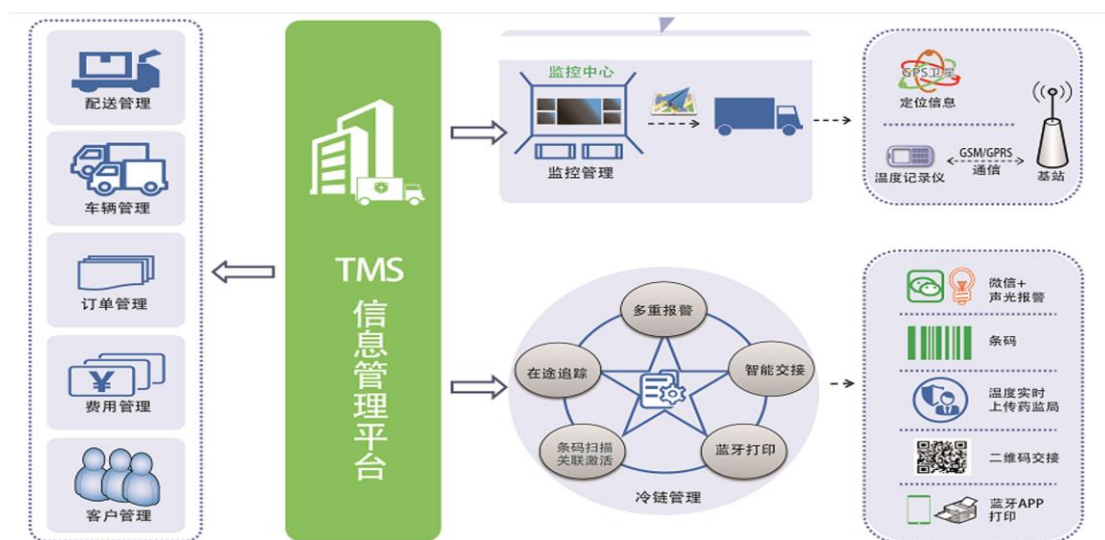 配送管理
车辆管理
订单管理
¥
费用管理
客户管理
TMS
信息管理平台
监控中心
监控管理
GPS卫星
定位信息
GSM/GPRS
通信
温度记录仪
基站
多重报警
在途追踪
智能交接
条码扫描
关联激活
蓝牙打印
冷链管理
微信+
声光报警
条码
温度实时
上传药监局
二维码交接
蓝牙APP
打印